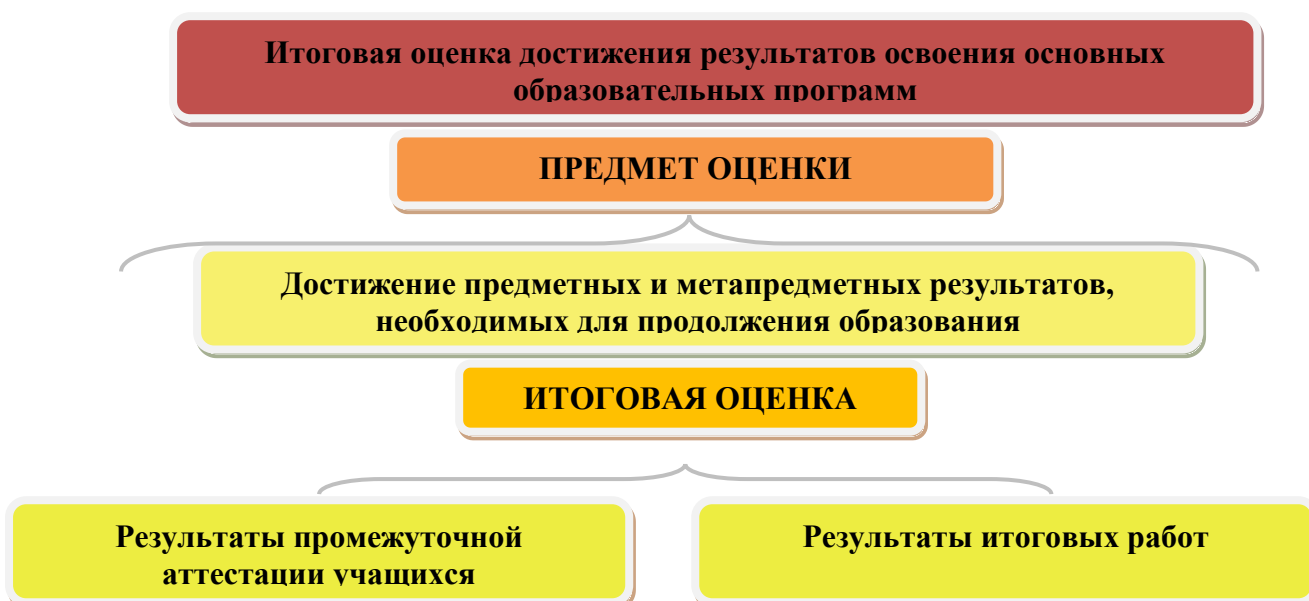 Итоговая оценка достижения результатов освоения основных
образовательных программ
ПРЕДМЕТ ОЦЕНКИ
Достижение предметных и метапредметных результатов,
необходимых для продолжения образования
ИТОГОВАЯ ОЦЕНКА
Результаты промежуточной
аттестации учащихся
Результаты итоговых работ